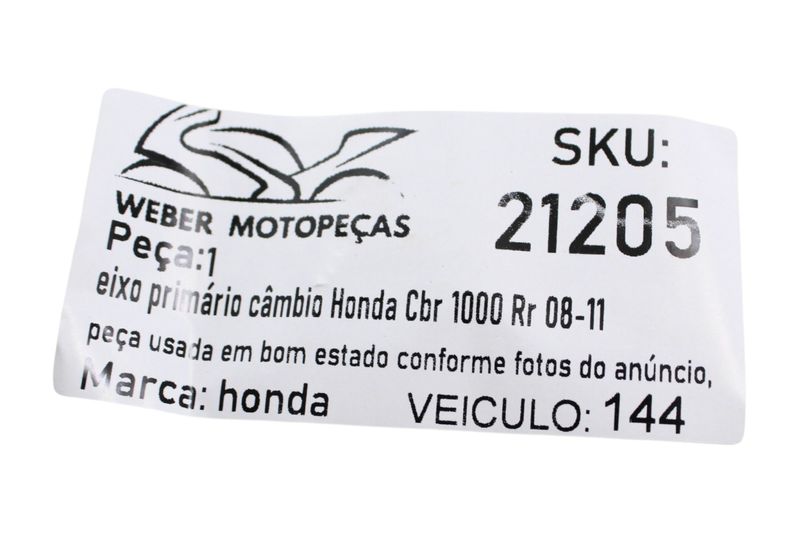 WEBER MOTOPEÇAS
SKU:
21205
Peça:1
eixo primário câmbio Honda Cbr 1000 Rr 08-11
peça usada em bom estado conforme fotos do anúncio,
Marca: honda
VEICULO: 144